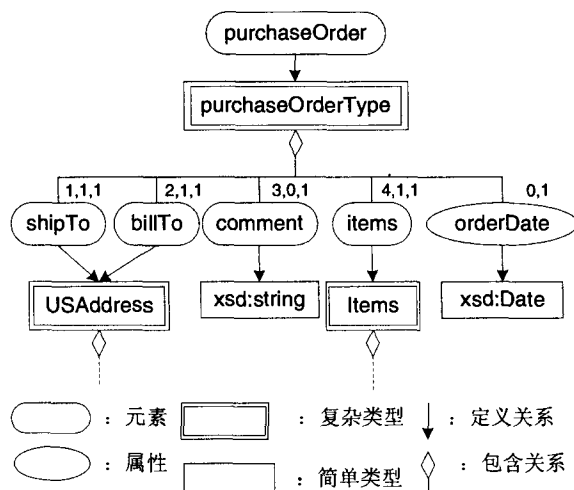 purchaseOrder
purchaseOrderType
1,1,1 2,1,1 3,0,1 4,1,1 0,1
shipTo billTo comment items orderDate
USAddress xsd:string Items xsd:Date
：元素 ：复杂类型 ：定义关系
：属性 ：简单类型 ：包含关系